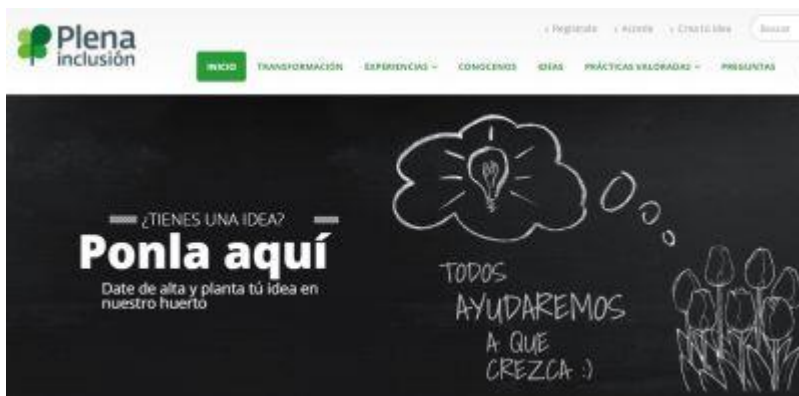 Plena
inclusión
Regístrate Accede Crea tu idea Buscar
INICIO TRANSFORMACIÓN EXPERIENCIAS CONOCENOS IDEAS PRÁCTICAS VALORADAS PREGUNTAS
¿TIENES UNA IDEA?
Ponla aquí
Date de alta y planta tú idea en
nuestro huerto
TODOS
AYUDAREMOS
A QUE
CREZCA :)